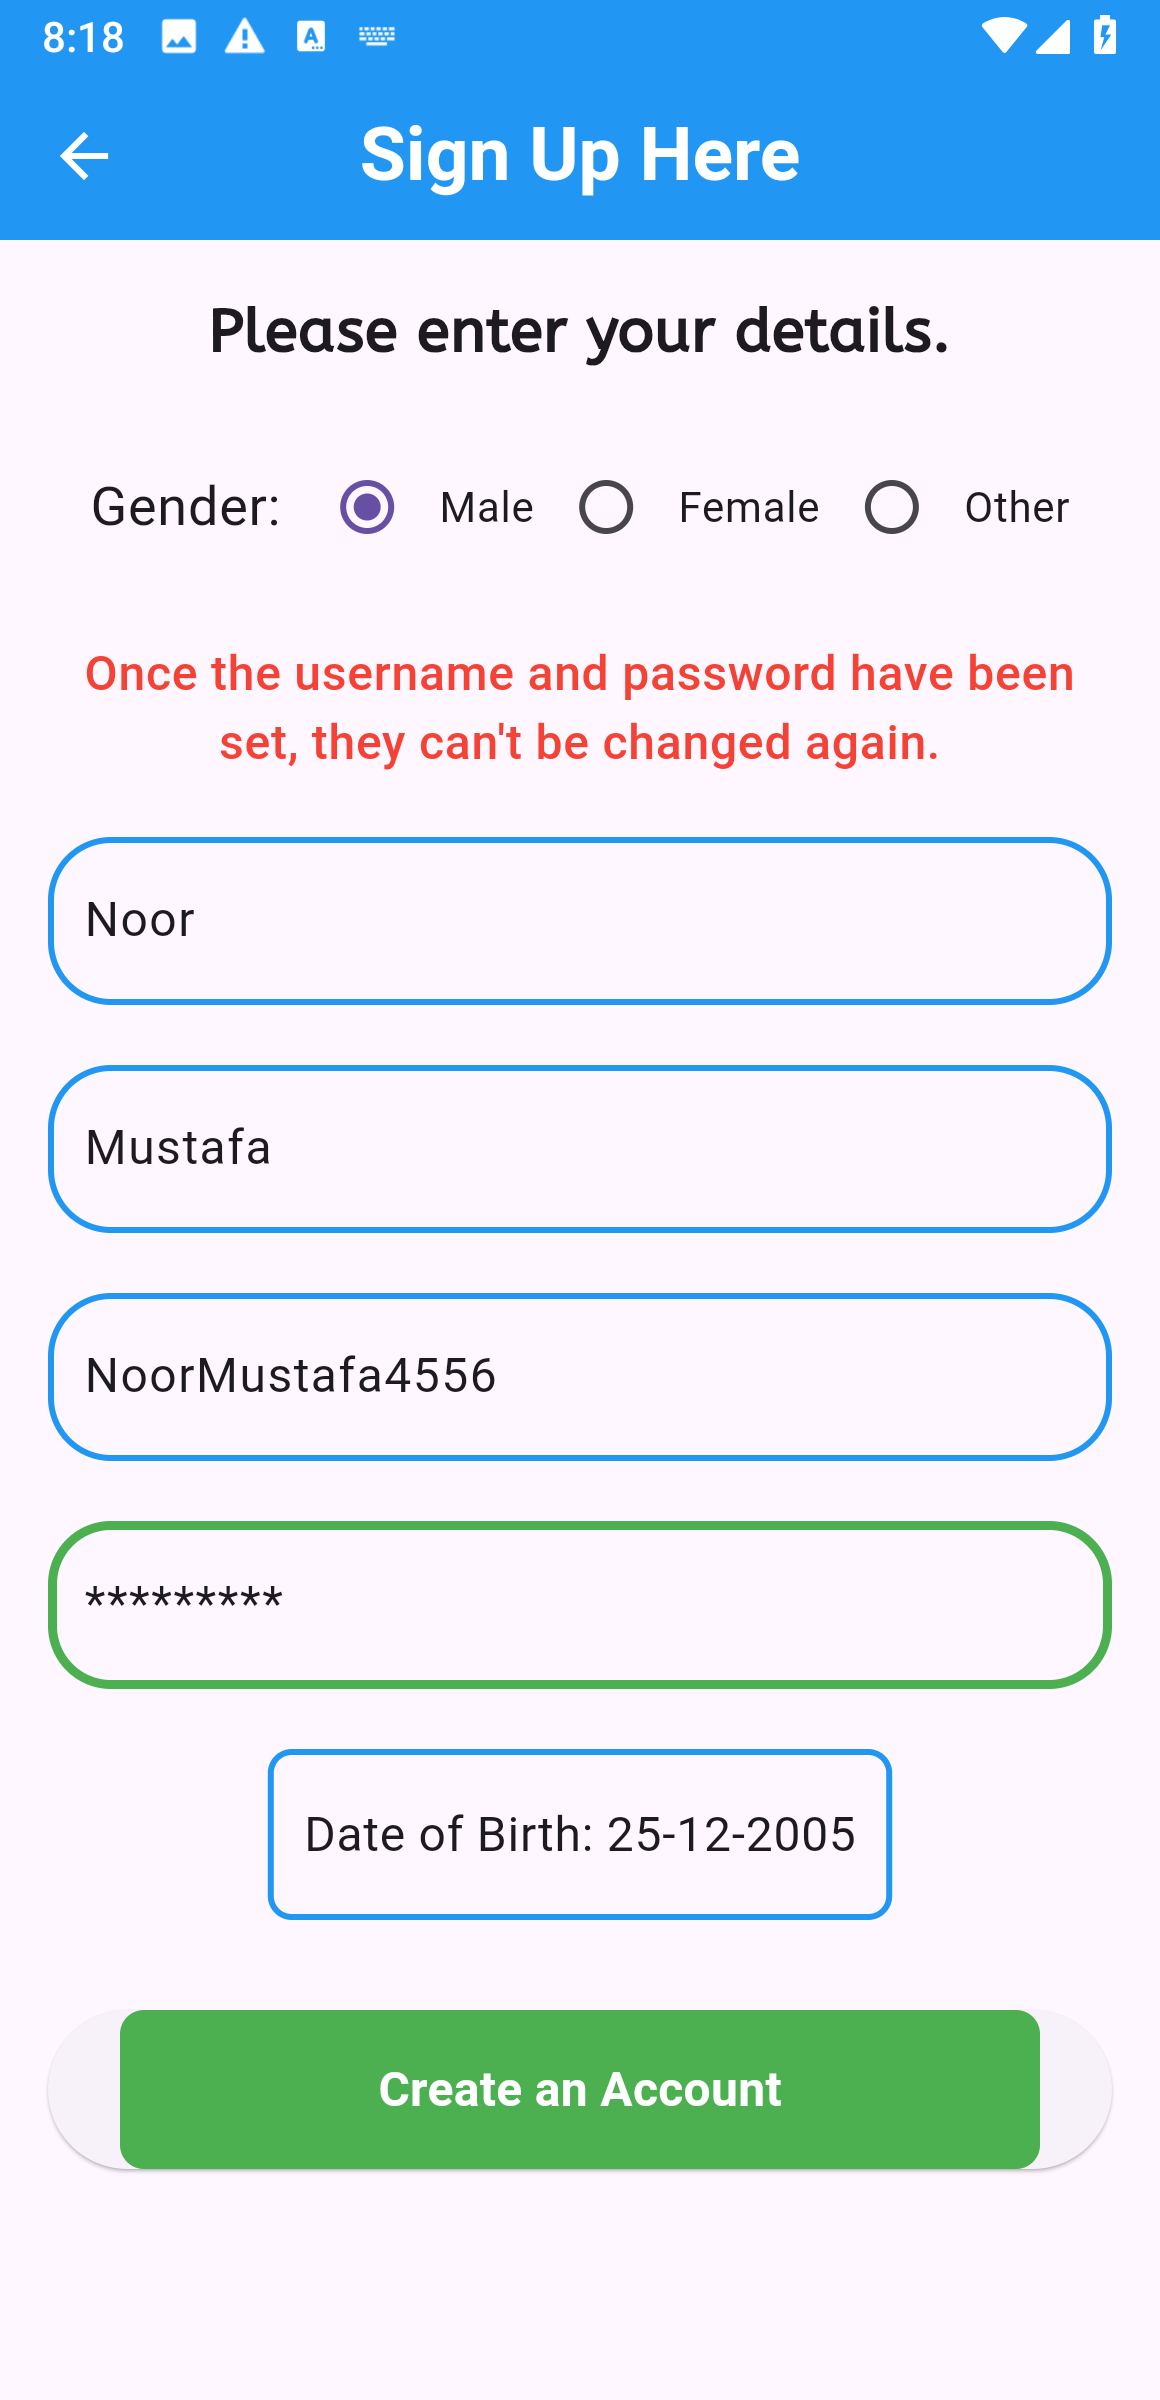 8:18
Sign Up Here
Please enter your details.
Gender: Male Female Other
Once the username and password have been
set, they can't be changed again.
Noor
Mustafa
NoorMustafa4556
*********
Date of Birth: 25-12-2005
Create an Account